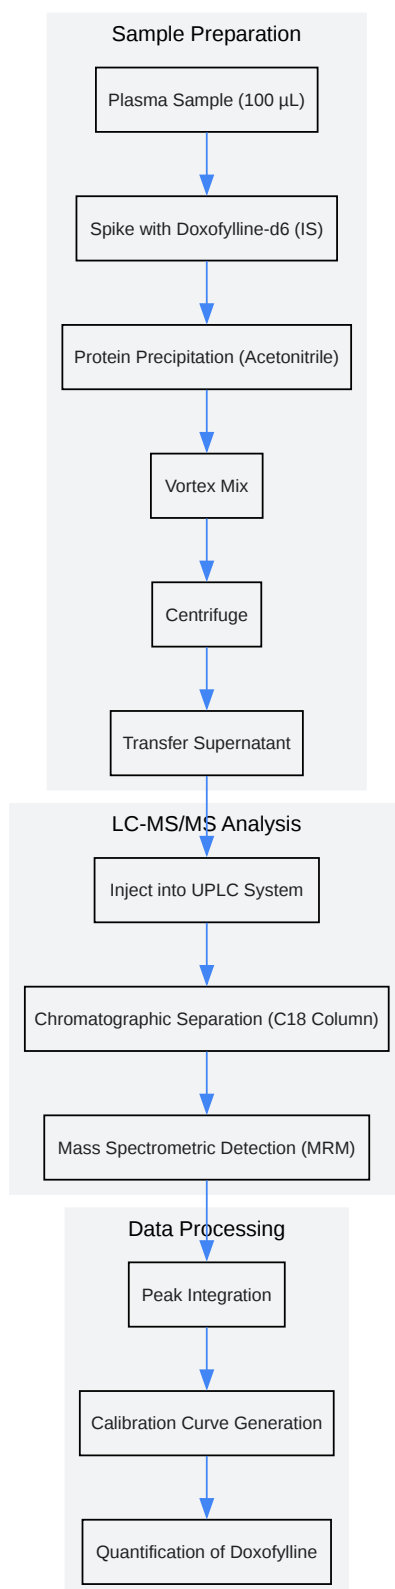 Sample Preparation
Plasma Sample (100 µL)
Spike with Doxofylline-d6 (IS)
Protein Precipitation (Acetonitrile)
Vortex Mix
Centrifuge
Transfer Supernatant
LC-MS/MS Analysis
Inject into UPLC System
Chromatographic Separation (C18 Column)
Mass Spectrometric Detection (MRM)
Data Processing
Peak Integration
Calibration Curve Generation
Quantification of Doxofylline